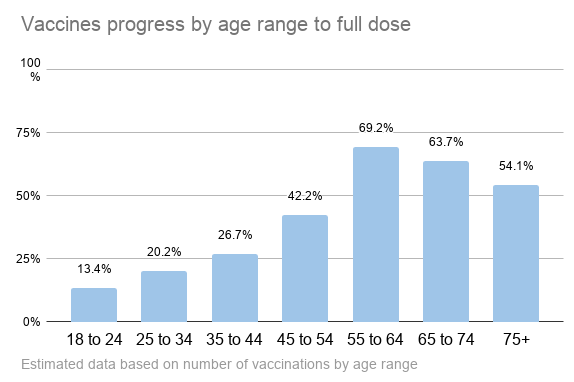 Vaccines progress by age range to full dose
100
%
75%
50%
25%
0%
13.4%
20.2%
26.7%
42.2%
69.2%
63.7%
54.1%
18 to 24
25 to 34
35 to 44
45 to 54
55 to 64
65 to 74
75+
Estimated data based on number of vaccinations by age range